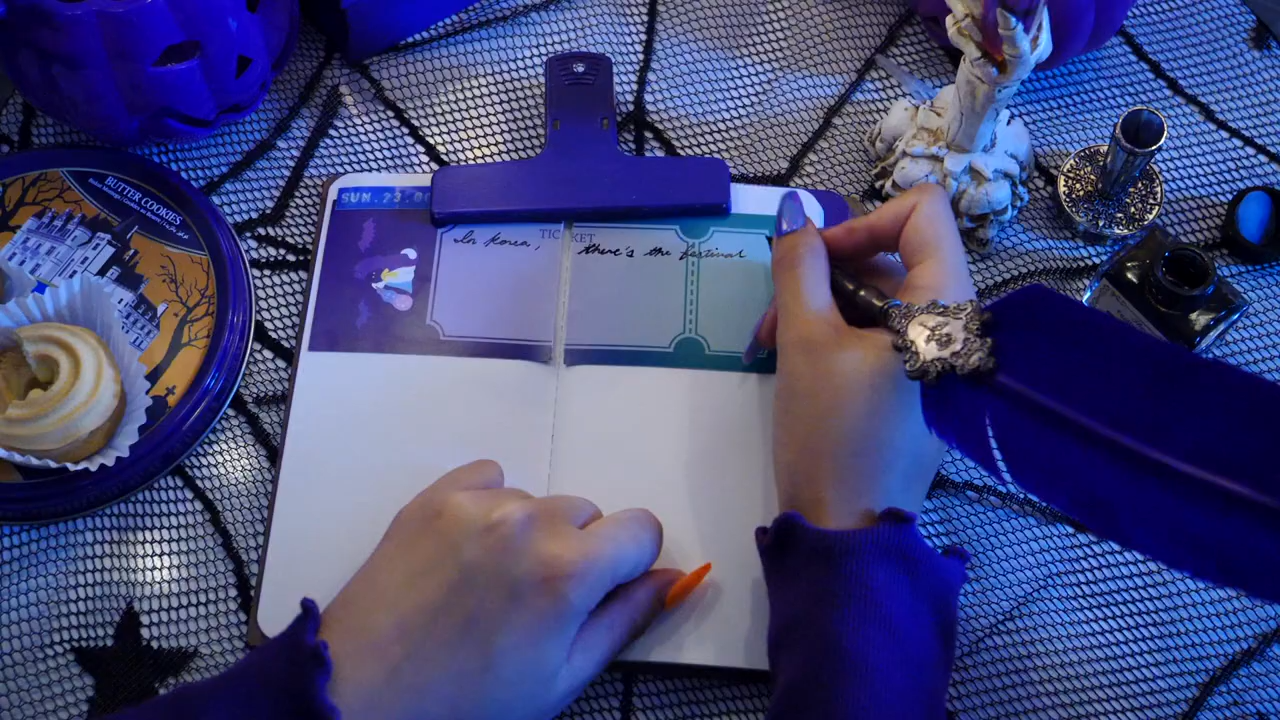 BUTTER COOKIES
SUN.23.0
TICKET
In Korea, there's the festival